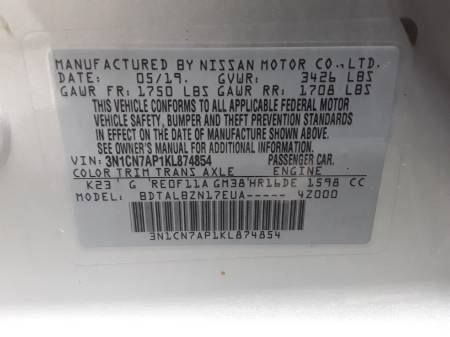 MANUFACTURED BY NISSAN MOTOR CO., LTD.
DATE: 05/19. GVWR: 3426 LBS
GAWR FR: 1750 LBS GAWR RR: 1708 LBS
THIS VEHICLE CONFORMS TO ALL APPLICABLE FEDERAL MOTOR
VEHICLE SAFETY, BUMPER AND THEFT PREVENTION STANDARDS
IN EFFECT ON THE DATE OF MANUFACTURE SHOWN ABOVE.
SEE OWNER'S MANUAL FOR ADDITIONAL INFORMATION.
VIN: 3N1CN7AP1KL874854 PASSENGER CAR.
COLOR TRIM TRANS AXLE ENGINE
K23 G RE0F11A GM38 HR16DE 1598 CC
MODEL: BDTALBZN17EUA----- 4Z000
3N1CN7AP1KL874854